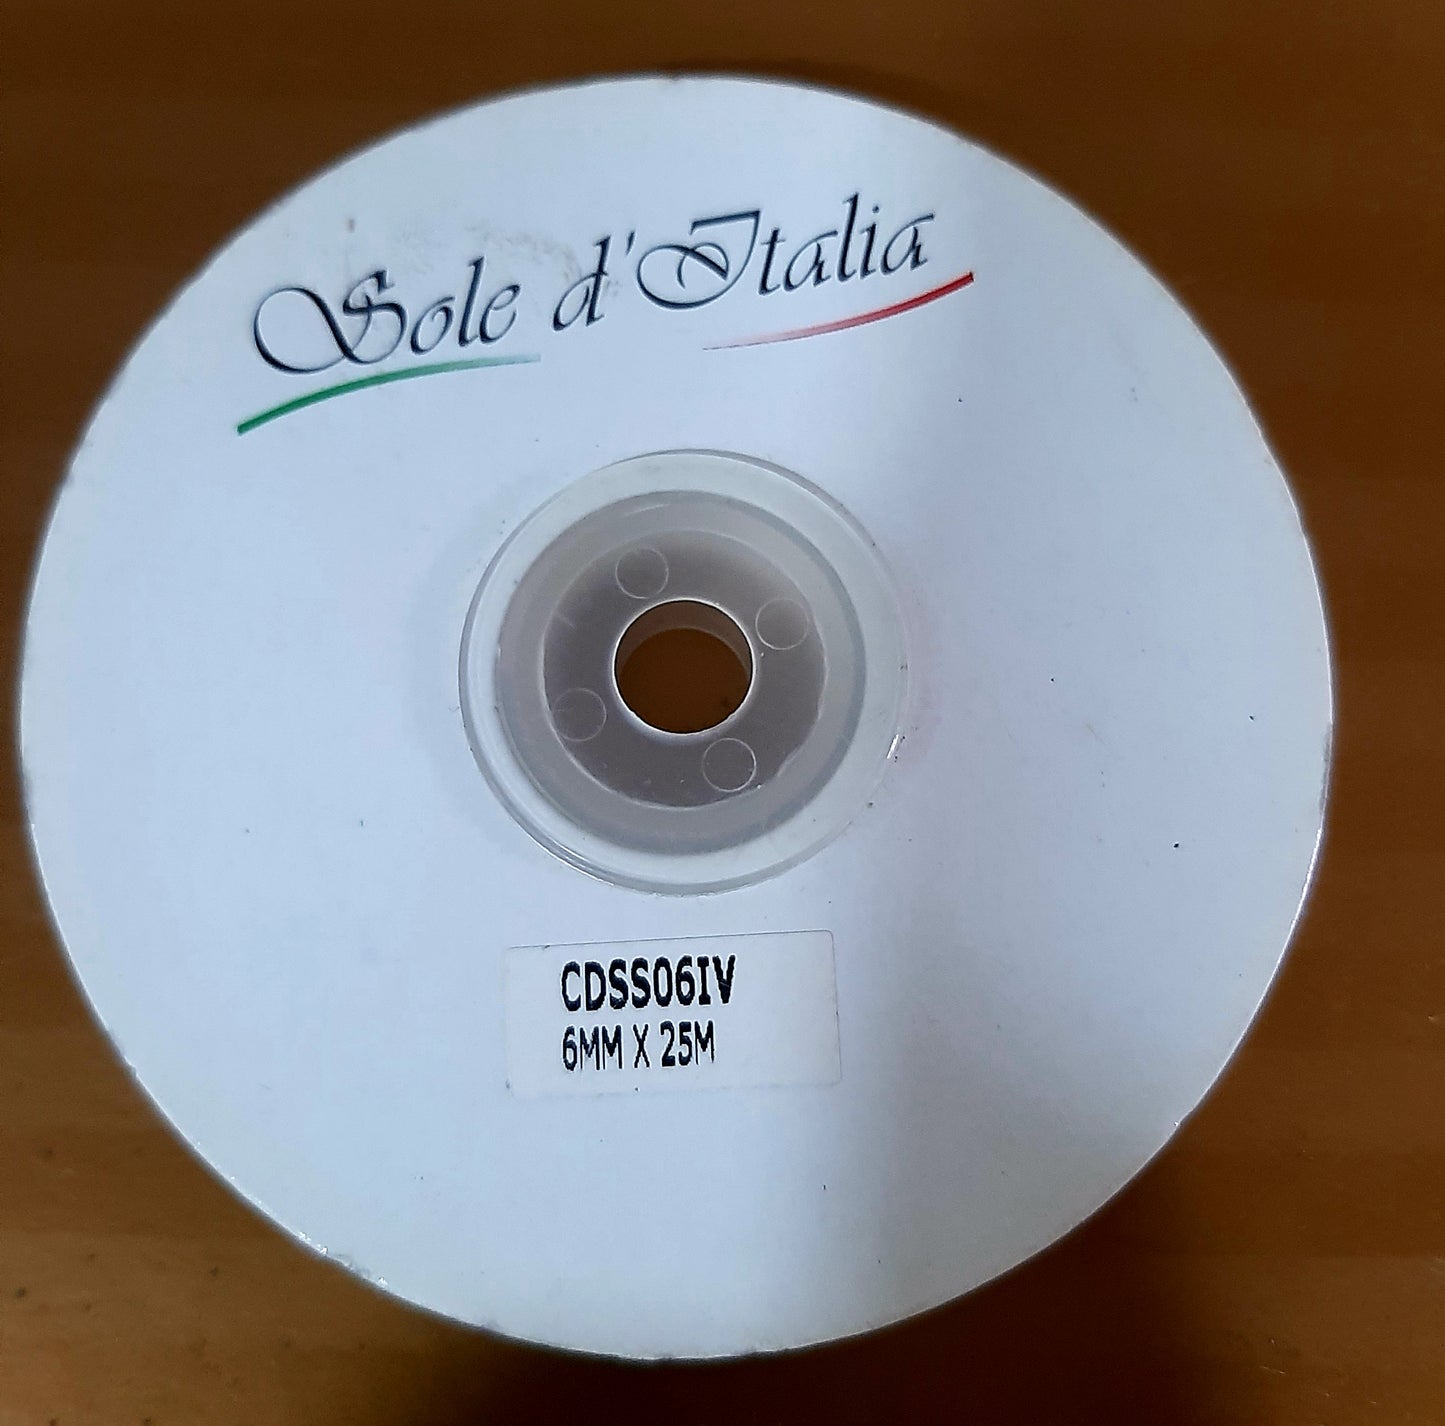 Sole d'Italia
CDSS06IV
6MM X 25M